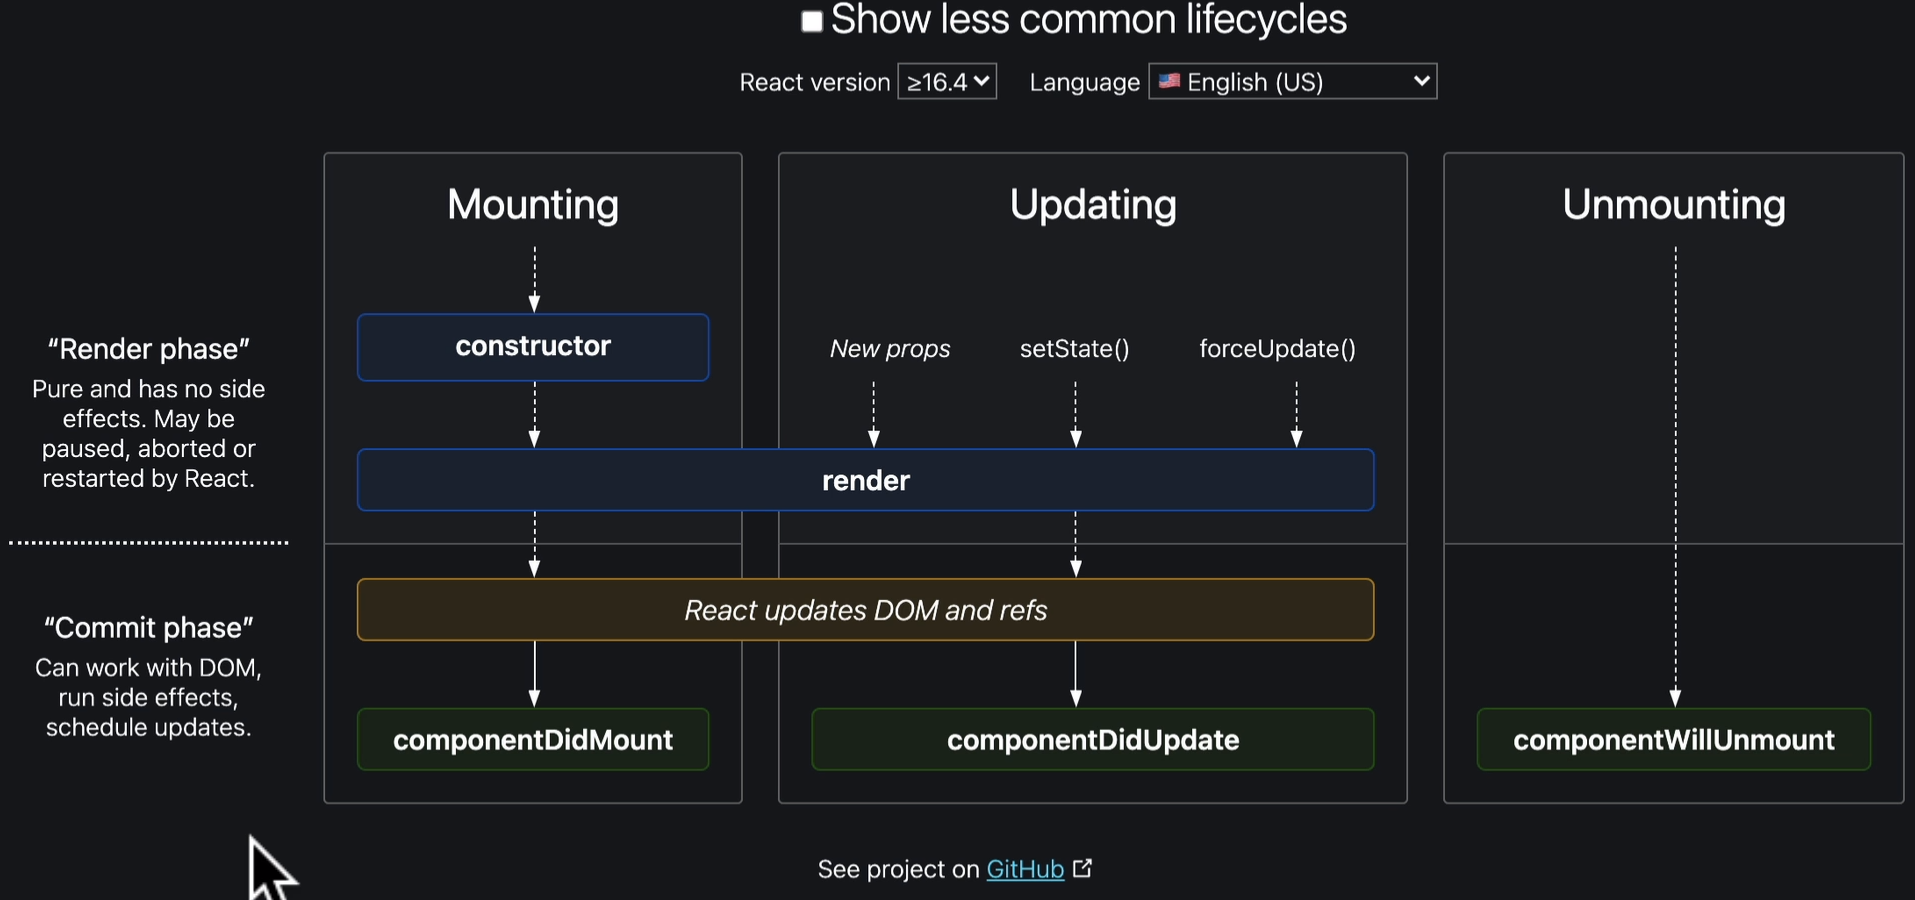 Show less common lifecycles
React version ≥16.4 Language 🇺🇸 English (US)
Mounting
Updating
Unmounting
“Render phase”
Pure and has no side
effects. May be
paused, aborted or
restarted by React.
constructor
New props
setState()
forceUpdate()
render
“Commit phase”
Can work with DOM,
run side effects,
schedule updates.
React updates DOM and refs
componentDidMount
componentDidUpdate
componentWillUnmount
See project on GitHub